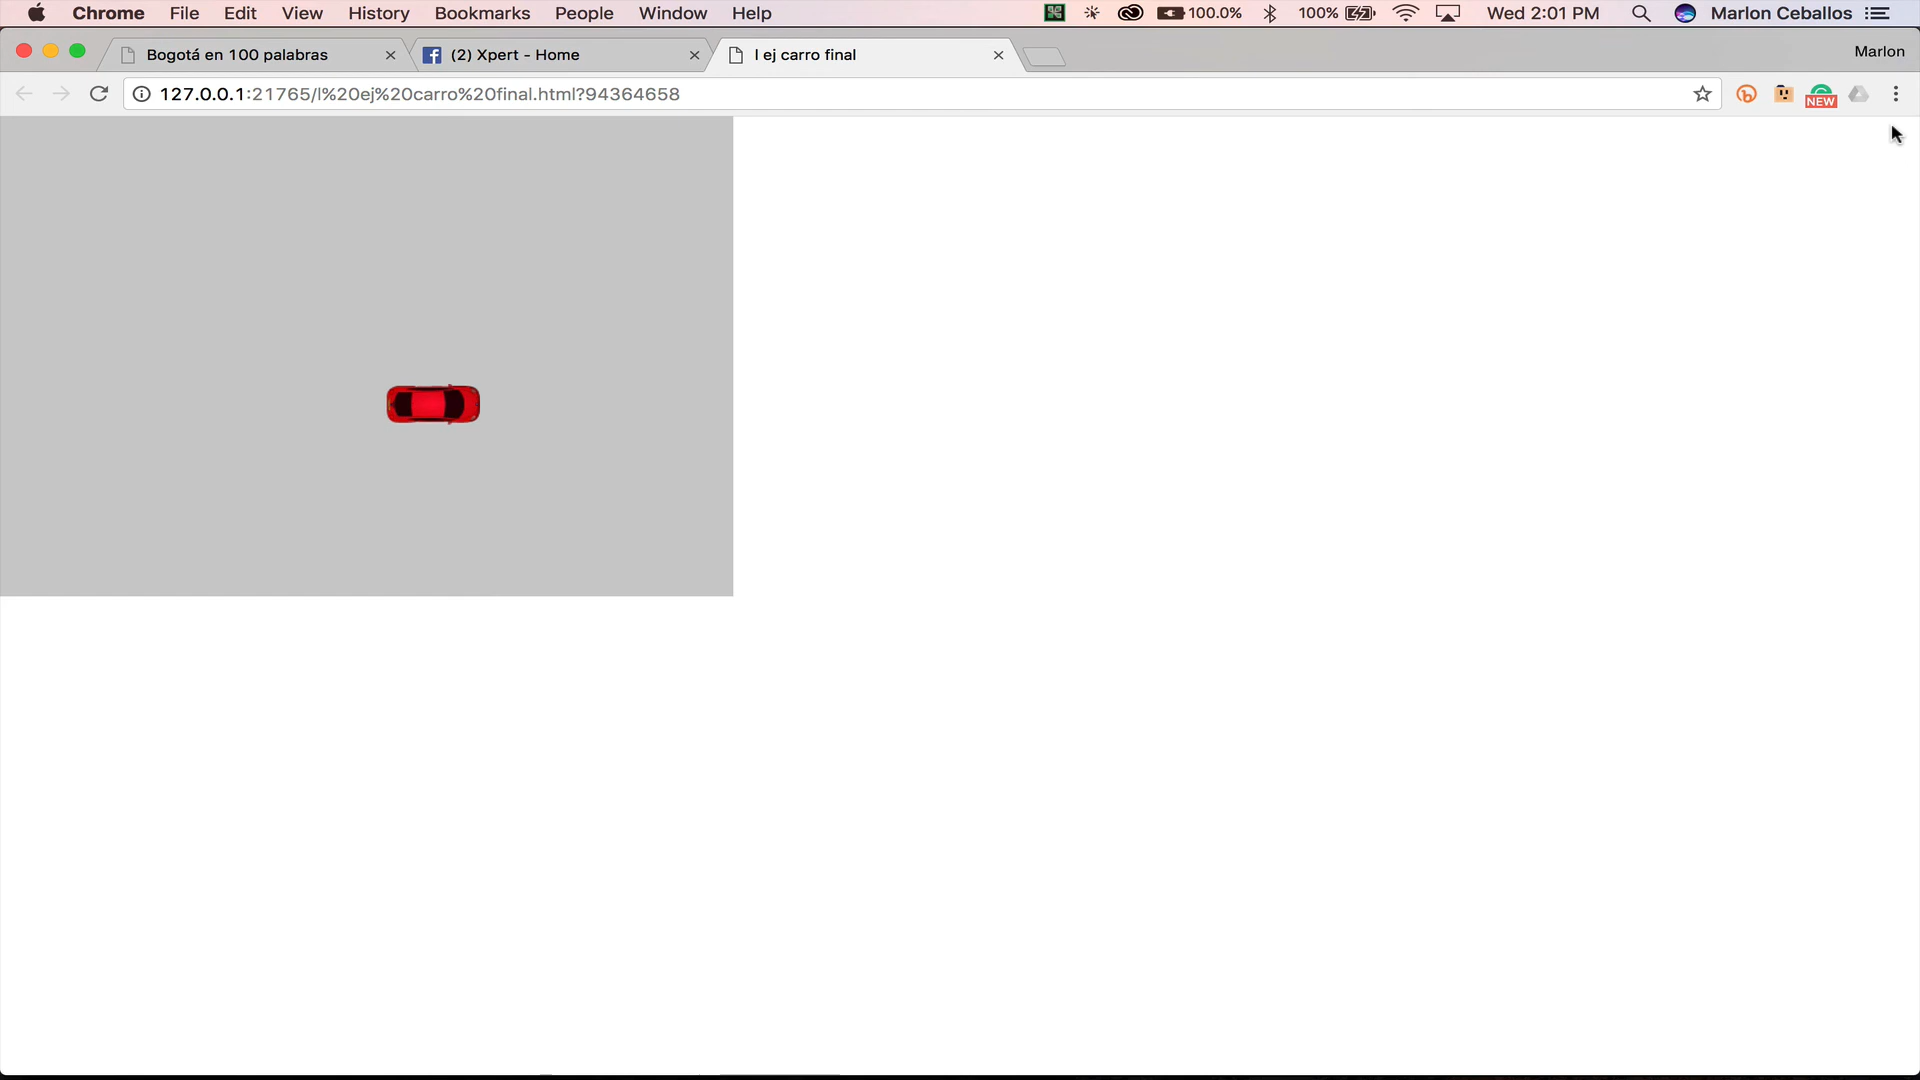 Chrome File Edit View History Bookmarks People Window Help 100.0% 100% Wed 2:01 PM Marlon Ceballos
Bogotá en 100 palabras (2) Xpert - Home l ej carro final Marlon
127.0.0.1:21765/l%20ej%20carro%20final.html?94364658 NEW